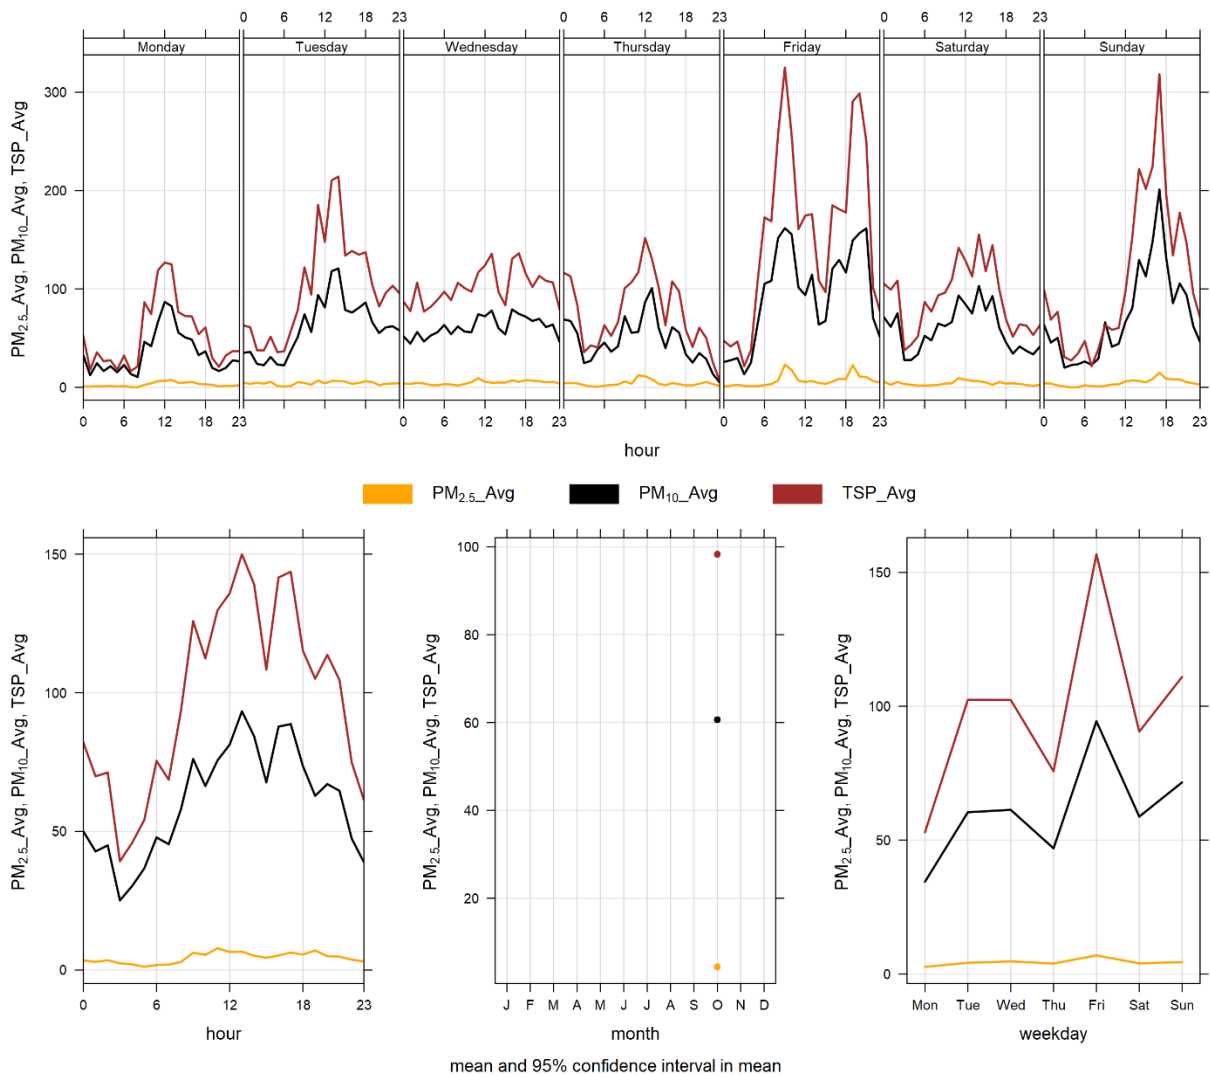 0 6 12 18 23 0 6 12 18 23 0 6 12 18 23
Monday Tuesday Wednesday Thursday Friday Saturday Sunday
PM2.5_Avg, PM10_Avg, TSP_Avg
300
200
100
0
0 6 12 18 23 0 6 12 18 23 0 6 12 18 23 0 6 12 18 23
hour
PM2.5_Avg PM10_Avg TSP_Avg
PM2.5_Avg, PM10_Avg, TSP_Avg
150
100
50
0
0 6 12 18 23
hour
PM2.5_Avg, PM10_Avg, TSP_Avg
100
80
60
40
20
J F M A M J J A S O N D
month
PM2.5_Avg, PM10_Avg, TSP_Avg
150
100
50
0
Mon Tue Wed Thu Fri Sat Sun
weekday
mean and 95% confidence interval in mean